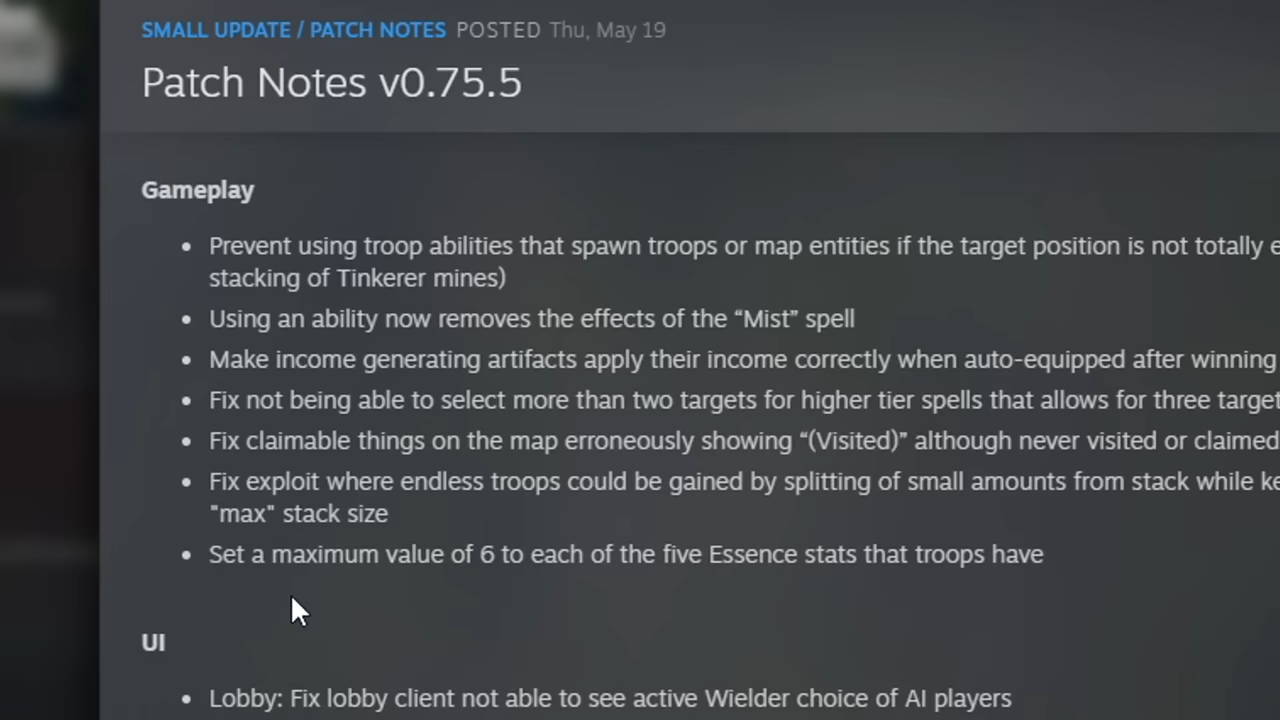 SMALL UPDATE / PATCH NOTES POSTED Thu, May 19
Patch Notes v0.75.5
Gameplay
• Prevent using troop abilities that spawn troops or map entities if the target position is not totally
stacking of Tinkerer mines)
• Using an ability now removes the effects of the “Mist” spell
• Make income generating artifacts apply their income correctly when auto-equipped after winning
• Fix not being able to select more than two targets for higher tier spells that allows for three
• Fix claimable things on the map erroneously showing “(Visited)” although never visited or claimed
• Fix exploit where endless troops could be gained by splitting of small amounts from stack while
"max" stack size
• Set a maximum value of 6 to each of the five Essence stats that troops have
UI
• Lobby: Fix lobby client not able to see active Wielder choice of AI players